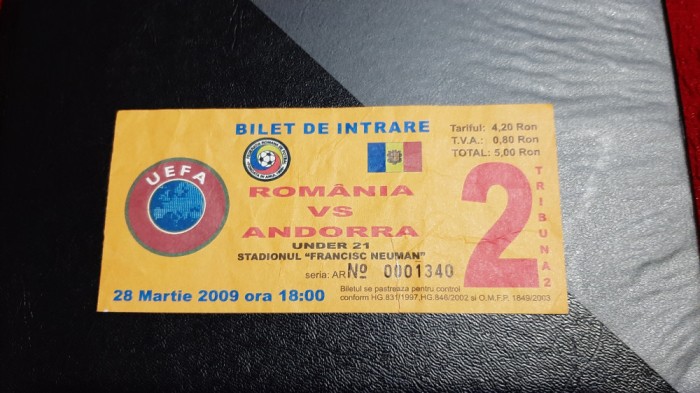 BILET DE INTRARE
Tariful: 4,20 Ron
T.V.A.: 0,80 Ron
TOTAL: 5,00 Ron
UEFA
ROMÂNIA
VS
ANDORRA
UNDER 21
STADIONUL "FRANCISC NEUMAN"
seria: AR Nº 0001340
28 Martie 2009 ora 18:00
Biletul se pastreaza pentru control
conform HG.831/1997,HG.846/2002 si O.M.F.P. 1849/2003
2
TRIBUNA 2